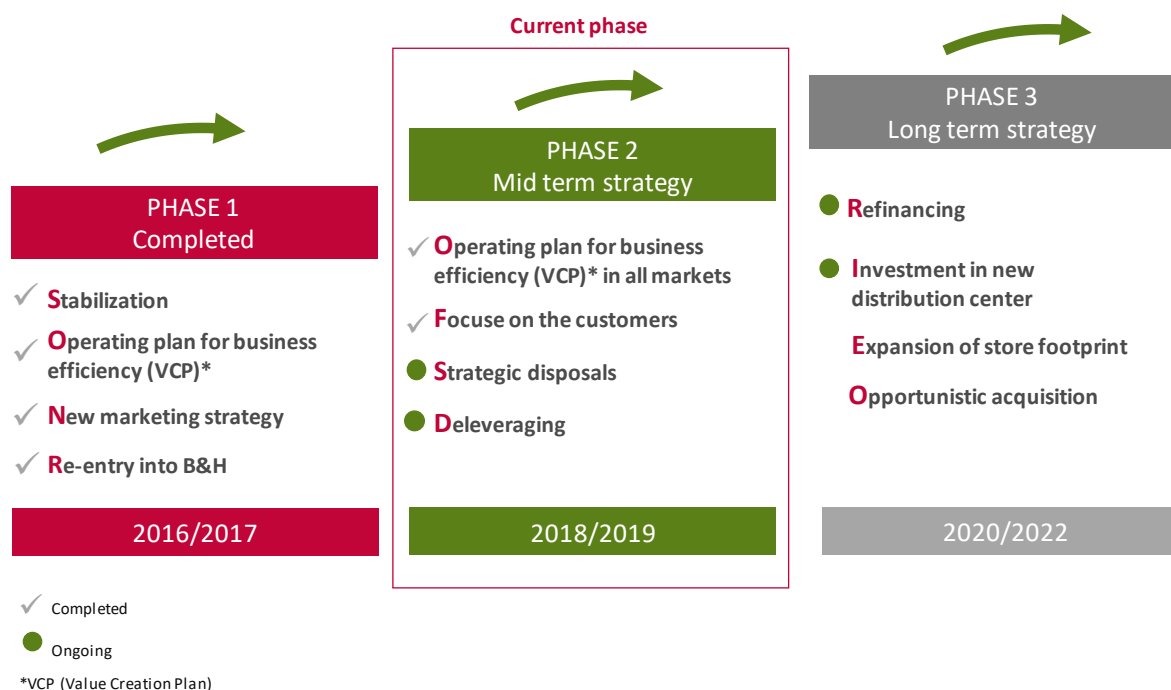 Current phase
PHASE 1
Completed
Stabilization
Operating plan for business
efficiency (VCP)*
New marketing strategy
Re-entry into B&H
2016/2017
PHASE 2
Mid term strategy
Operating plan for business
efficiency (VCP)* in all markets
Focuse on the customers
Strategic disposals
Deleveraging
2018/2019
PHASE 3
Long term strategy
Refinancing
Investment in new
distribution center
Expansion of store footprint
Opportunistic acquisition
2020/2022
Completed
Ongoing
*VCP (Value Creation Plan)